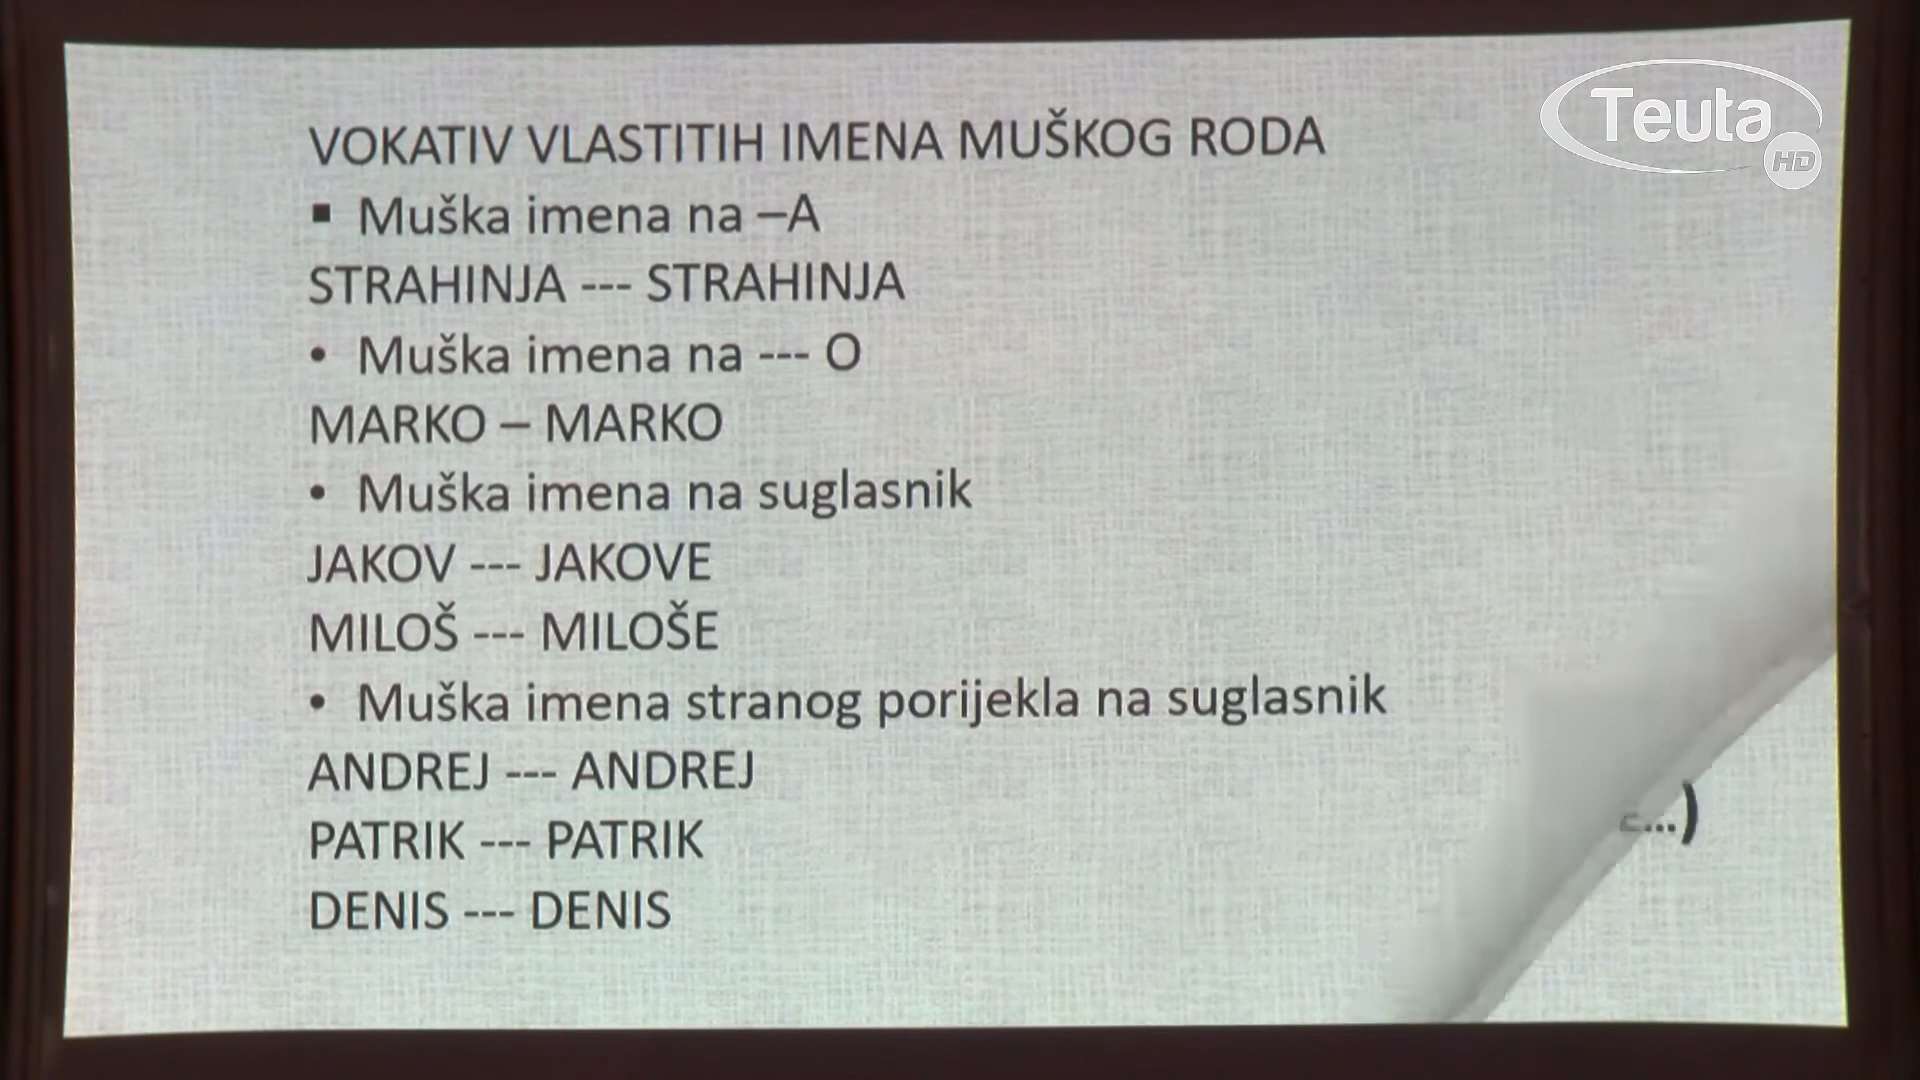 Teuta
HD
VOKATIV VLASTITIH IMENA MUŠKOG RODA
▪ Muška imena na –A
STRAHINJA --- STRAHINJA
• Muška imena na --- O
MARKO – MARKO
• Muška imena na suglasnik
JAKOV --- JAKOVE
MILOŠ --- MILOŠE
• Muška imena stranog porijekla na suglasnik
ANDREJ --- ANDREJ
PATRIK --- PATRIK
DENIS --- DENIS
...)